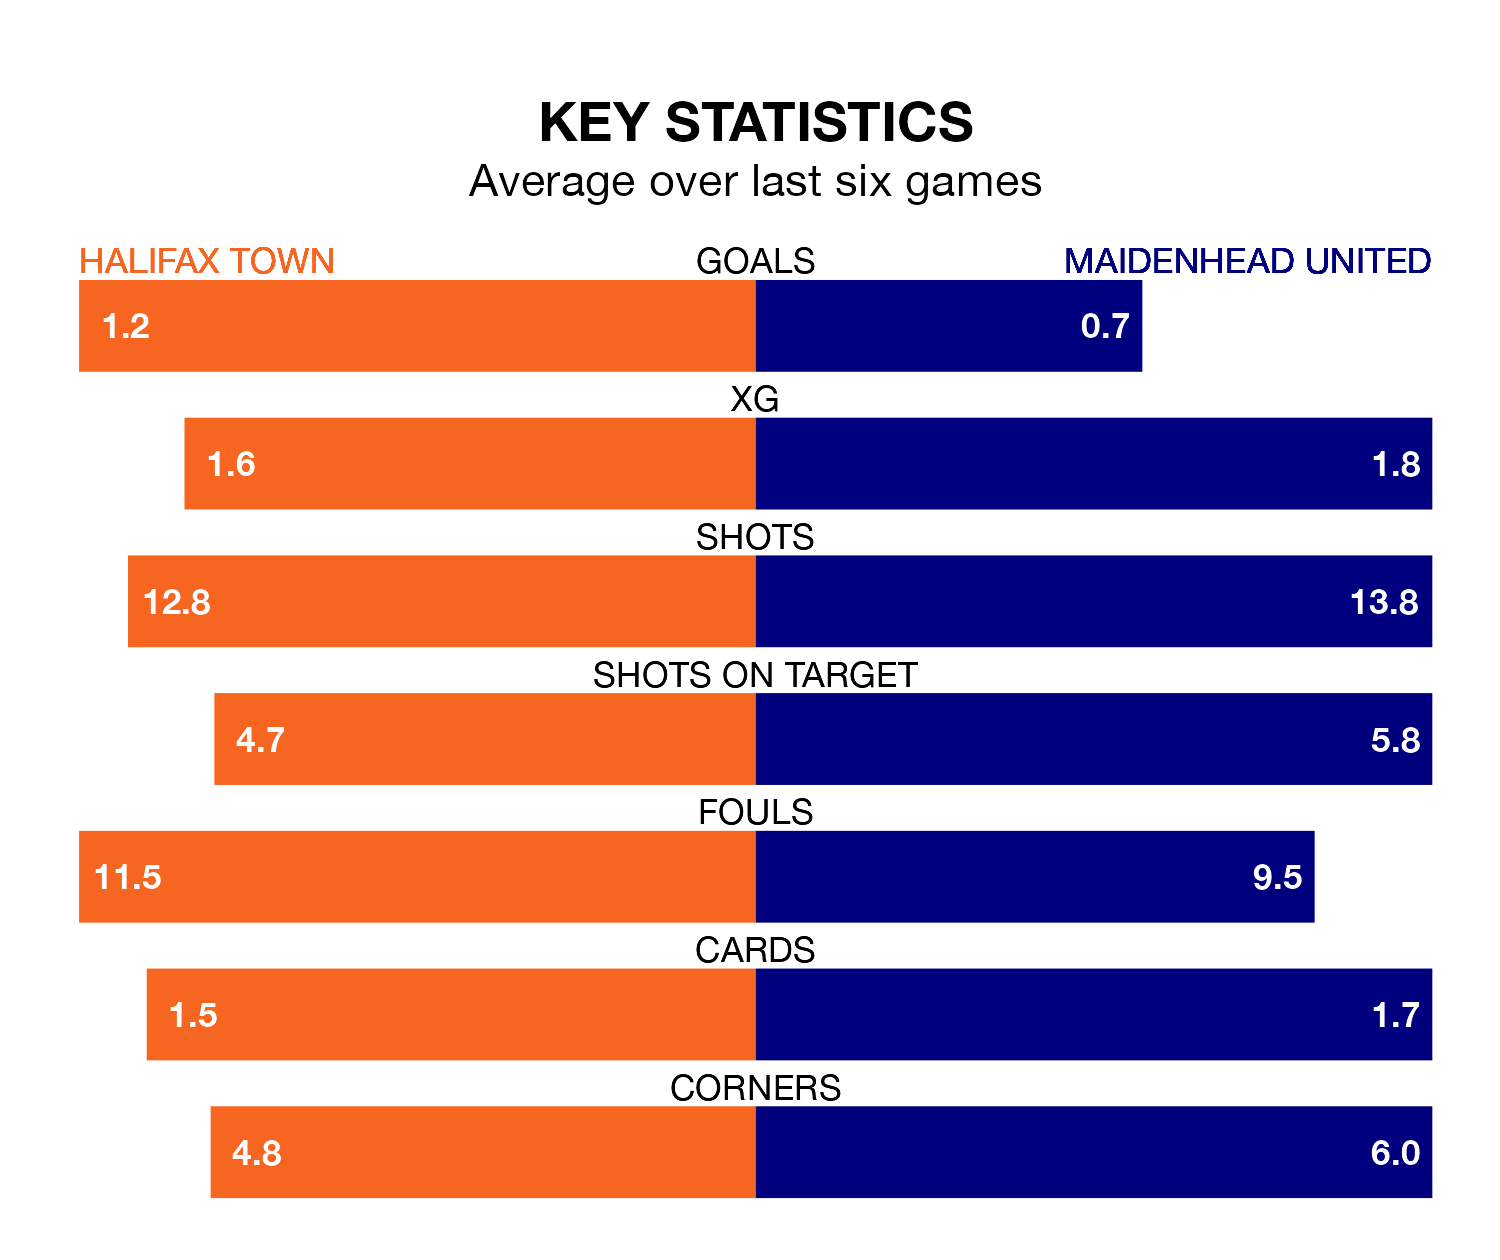 KEY STATISTICS
Average over last six games
HALIFAX TOWN GOALS MAIDENHEAD UNITED
1.2 0.7
XG
1.6 1.8
SHOTS
12.8 13.8
SHOTS ON TARGET
4.7 5.8
FOULS
11.5 9.5
CARDS
1.5 1.7
CORNERS
4.8 6.0